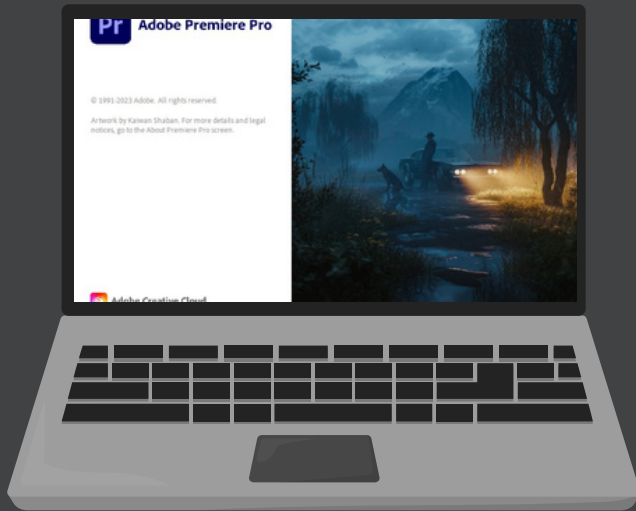 Pr Adobe Premiere Pro
© 1991-2023 Adobe. All rights reserved.
Artwork by Kaiwan Shaban. For more details and legal
notices, go to the About Premiere Pro screen.
Adobe Creative Cloud